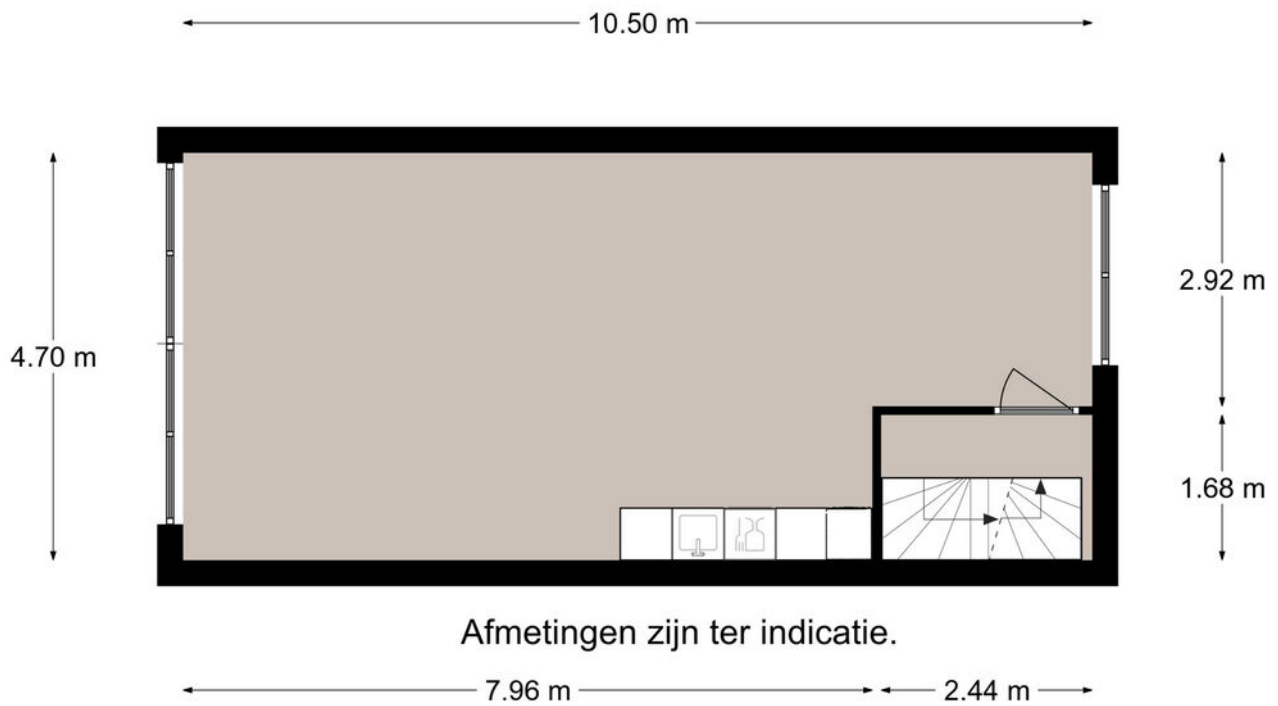 10.50 m
2.92 m
4.70 m
1.68 m
Afmetingen zijn ter indicatie.
7.96 m
2.44 m